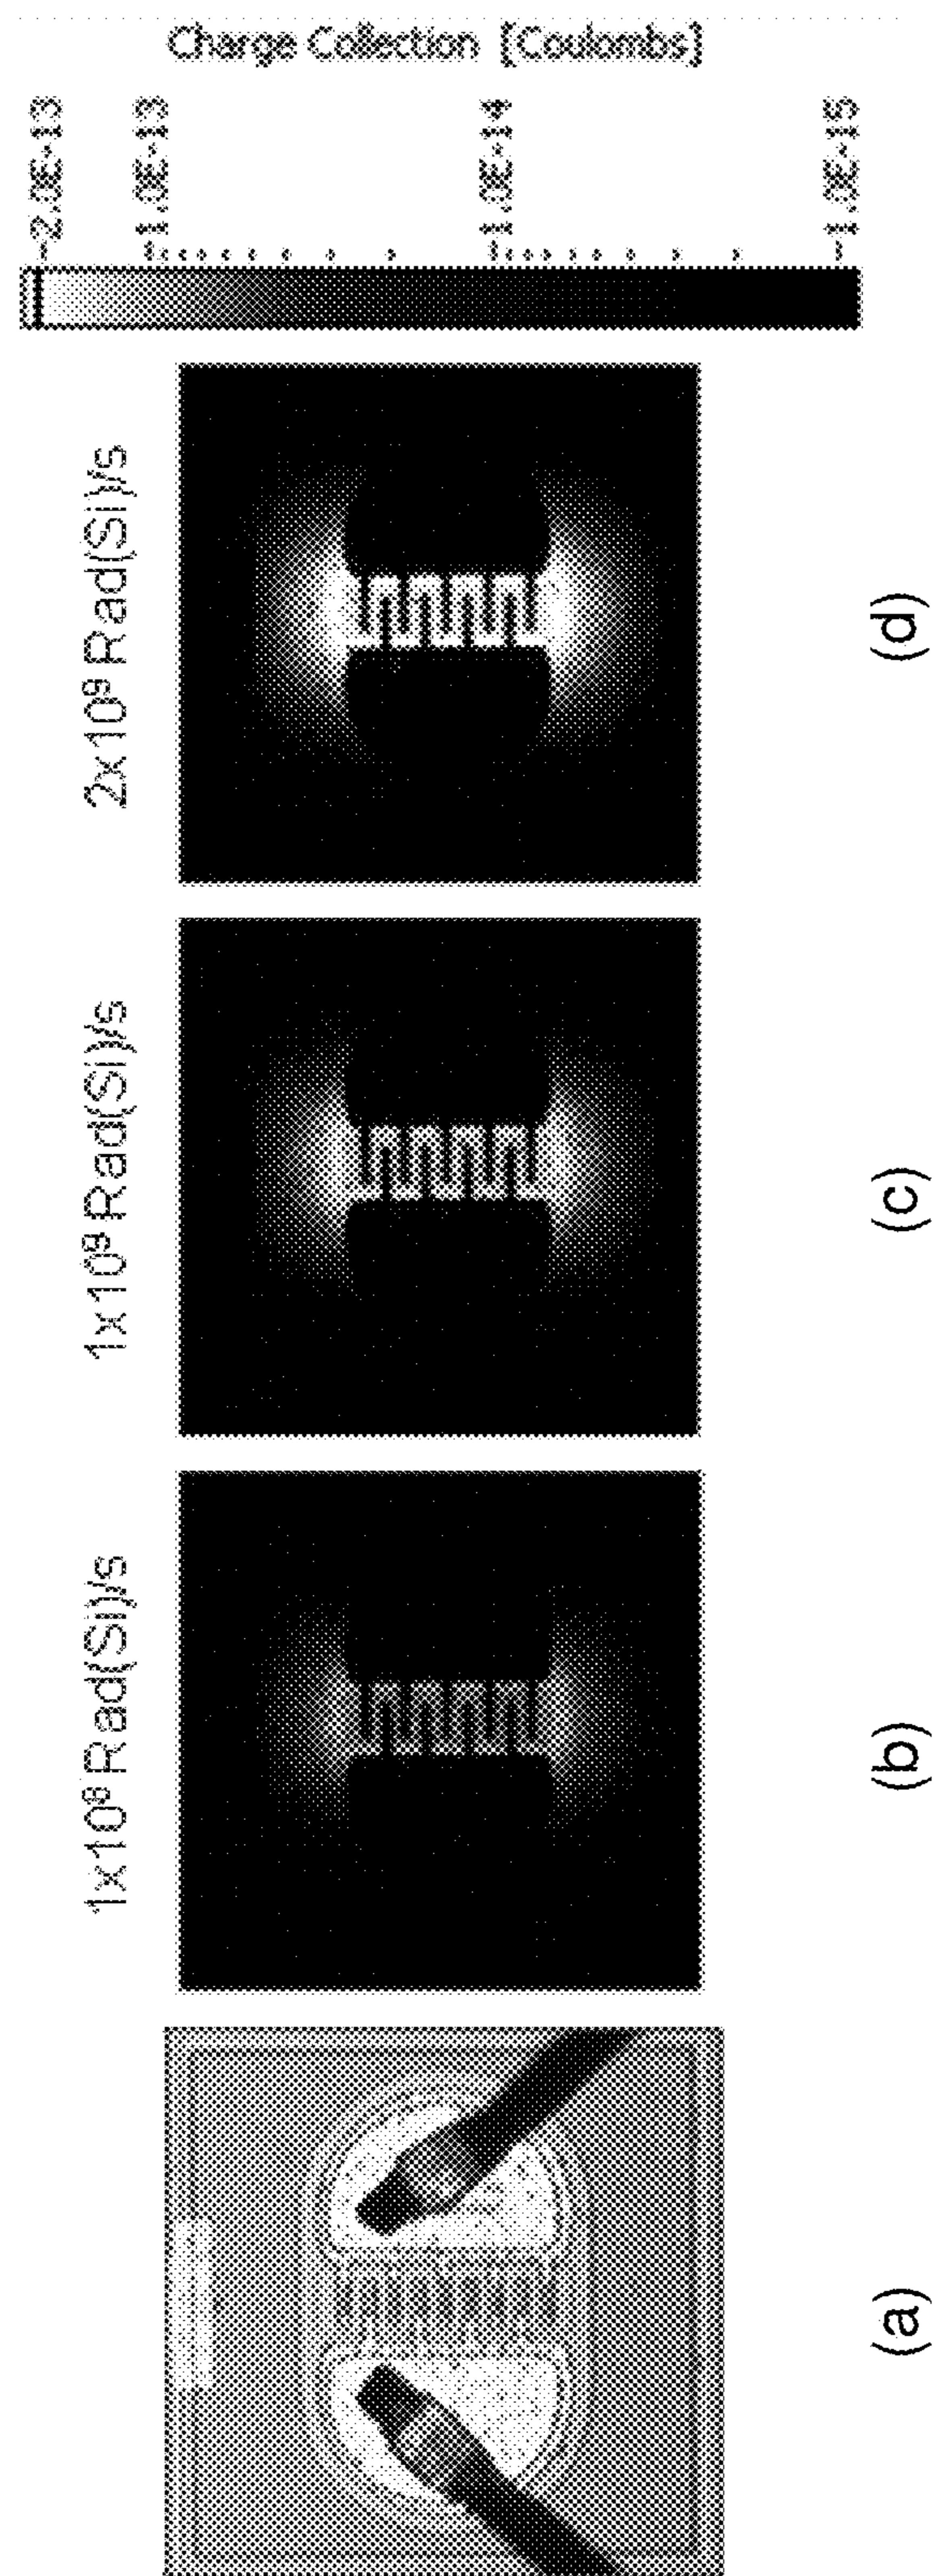 1x10⁸ Rad(Si)/s
1x10⁹ Rad(Si)/s
2x10⁹ Rad(Si)/s
2.0E-13
1.0E-13
1.0E-14
1.0E-15
Charge Collection [Coulombs]
(a)
(b)
(c)
(d)